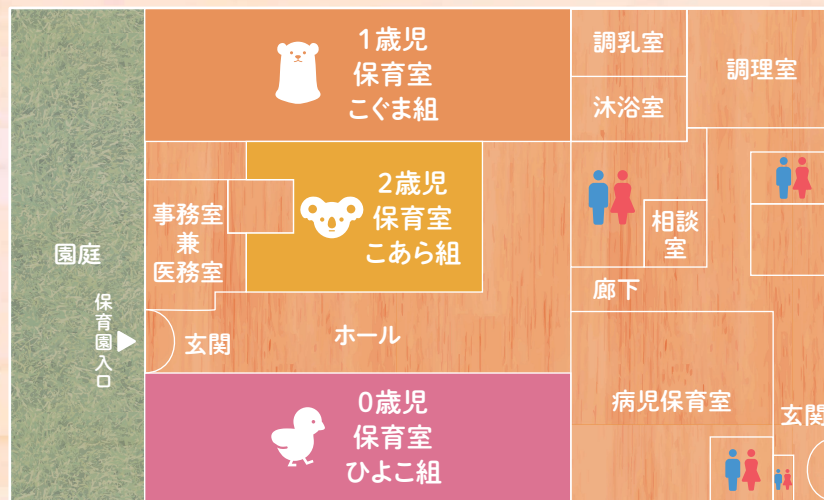 1歳児
保育室
こぐま組
調乳室
調理室
沐浴室
2歳児
保育室
こあら組
事務室
兼
医務室
相談
室
園庭
廊下
保育園入口
玄関
ホール
0歳児
保育室
ひよこ組
病児保育室
玄関